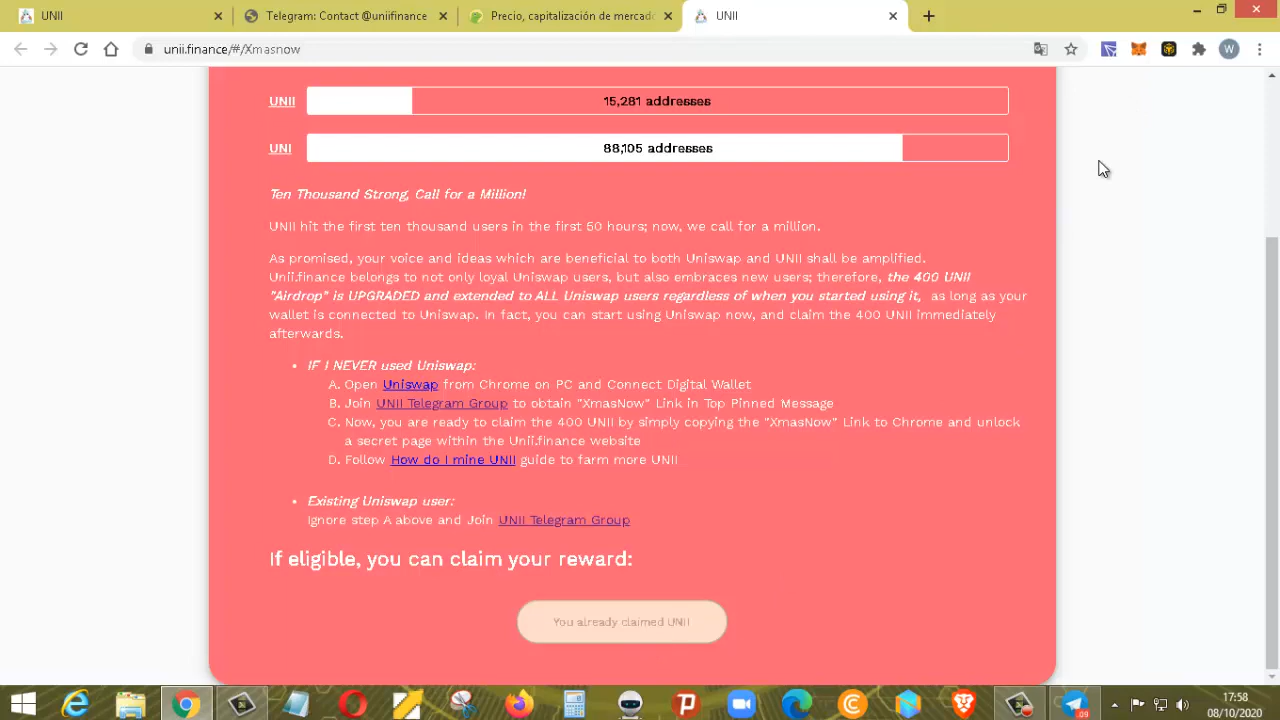 UNII
Telegram: Contact @uniifinance
Precio, capitalización de mercad
UNII
unii.finance/#/Xmasnow
W
UNII
15,281 addresses
UNI
88,105 addresses
Ten Thousand Strong, Call for a Million!
UNII hit the first ten thousand users in the first 50 hours; now, we call for a million.
As promised, your voice and ideas which are beneficial to both Uniswap and UNII shall be amplified.
Unii.finance belongs to not only loyal Uniswap users, but also embraces new users; therefore, the 400 UNII
"Airdrop" is UPGRADED and extended to ALL Uniswap users regardless of when you started using it, as long as your
wallet is connected to Uniswap. In fact, you can start using Uniswap now, and claim the 400 UNII immediately
afterwards.
• IF I NEVER used Uniswap:
A. Open Uniswap from Chrome on PC and Connect Digital Wallet
B. Join UNII Telegram Group to obtain "XmasNow" Link in Top Pinned Message
C. Now, you are ready to claim the 400 UNII by simply copying the "XmasNow" Link to Chrome and unlock
a secret page within the Unii.finance website
D. Follow How do I mine UNII guide to farm more UNII
• Existing Uniswap user:
Ignore step A above and Join UNII Telegram Group
If eligible, you can claim your reward:
You already claimed UNII
17:58
08/10/2020